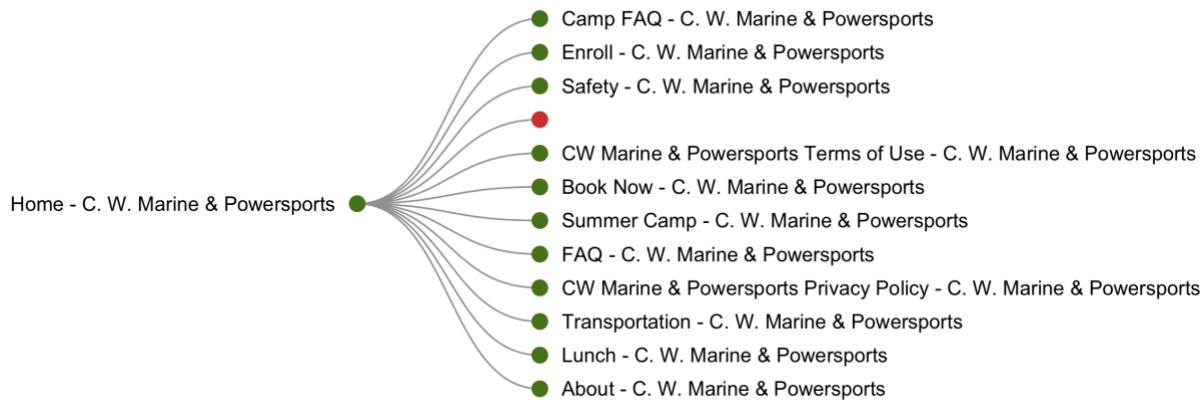 Camp FAQ - C. W. Marine & Powersports
Enroll - C. W. Marine & Powersports
Safety - C. W. Marine & Powersports
CW Marine & Powersports Terms of Use - C. W. Marine & Powersports
Book Now - C. W. Marine & Powersports
Home - C. W. Marine & Powersports
Summer Camp - C. W. Marine & Powersports
FAQ - C. W. Marine & Powersports
CW Marine & Powersports Privacy Policy - C. W. Marine & Powersports
Transportation - C. W. Marine & Powersports
Lunch - C. W. Marine & Powersports
About - C. W. Marine & Powersports